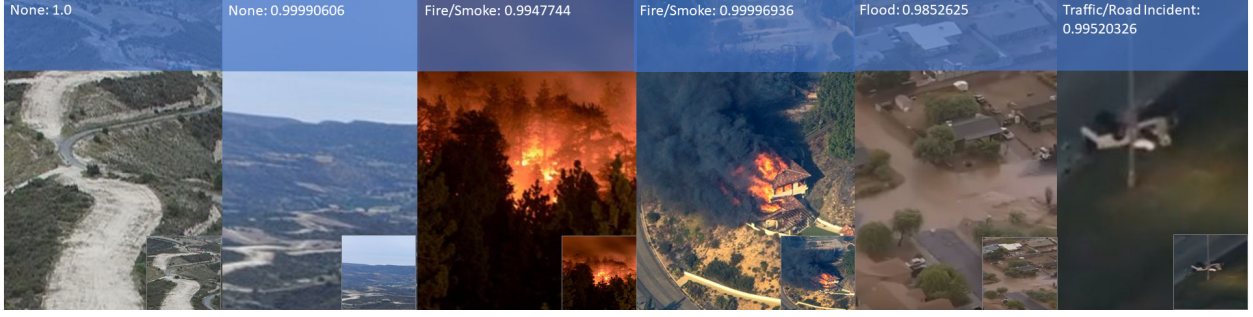 None: 1.0
None: 0.99990606
Fire/Smoke: 0.9947744
Fire/Smoke: 0.99996936
Flood: 0.9852625
Traffic/Road Incident:
0.99520326